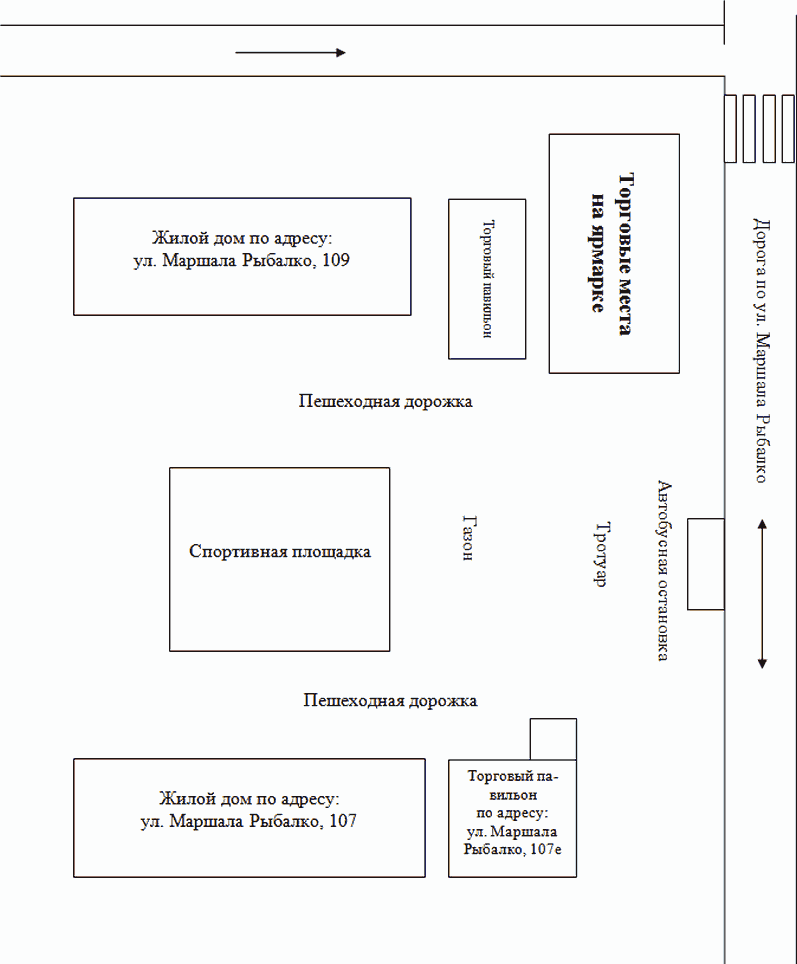 Жилой дом по адресу:
ул. Маршала Рыбалко, 109
Торговый павильон
Торговые места
на ярмарке
Дорога по ул. Маршала Рыбалко
Пешеходная дорожка
Спортивная площадка
Газон
Тротуар
Автобусная остановка
Пешеходная дорожка
Жилой дом по адресу:
ул. Маршала Рыбалко, 107
Торговый па-
вильон
по адресу:
ул. Маршала
Рыбалко, 107е